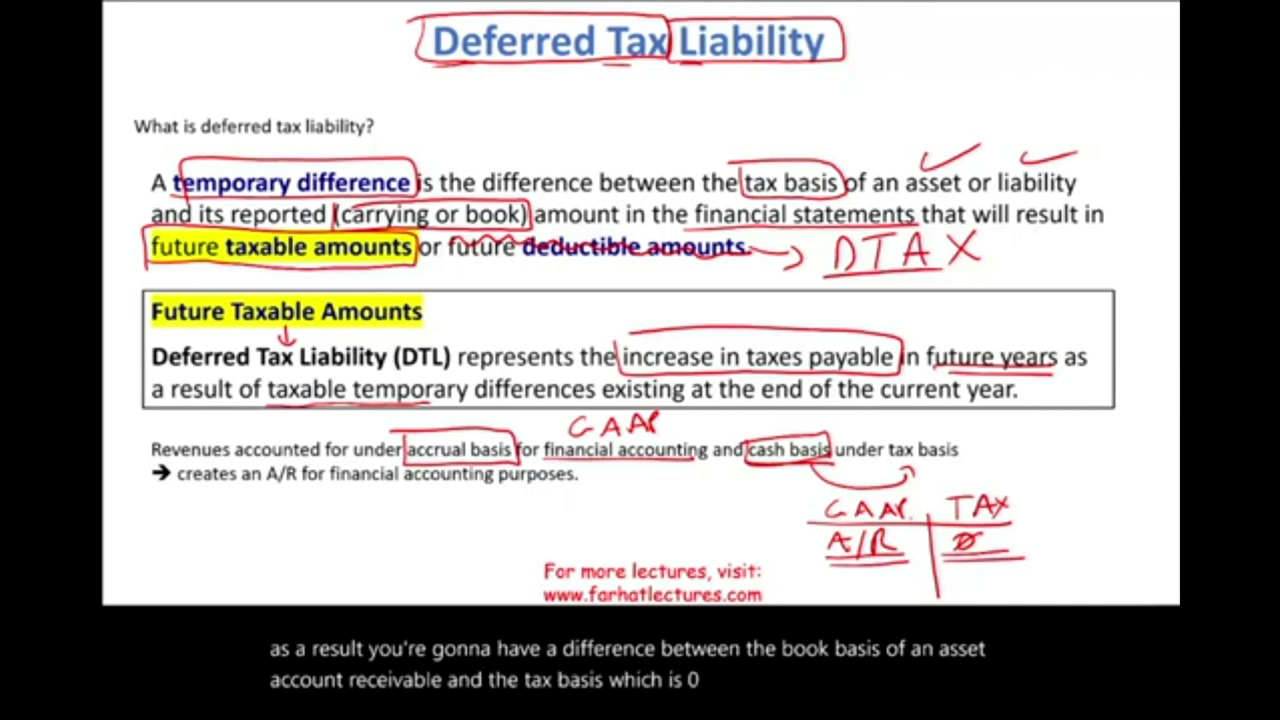 Deferred Tax Liability
What is deferred tax liability?
A temporary difference is the difference between the tax basis of an asset or liability
and its reported (carrying or book) amount in the financial statements that will result in
future taxable amounts or future deductible amounts.
DTAX
Future Taxable Amounts
Deferred Tax Liability (DTL) represents the increase in taxes payable in future years as
a result of taxable temporary differences existing at the end of the current year.
GAAP
Revenues accounted for under accrual basis for financial accounting and cash basis under tax basis
➔ creates an A/R for financial accounting purposes.
GAAP TAX
A/R 0
For more lectures, visit:
www.farhatlectures.com
as a result you're gonna have a difference between the book basis of an asset
account receivable and the tax basis which is 0